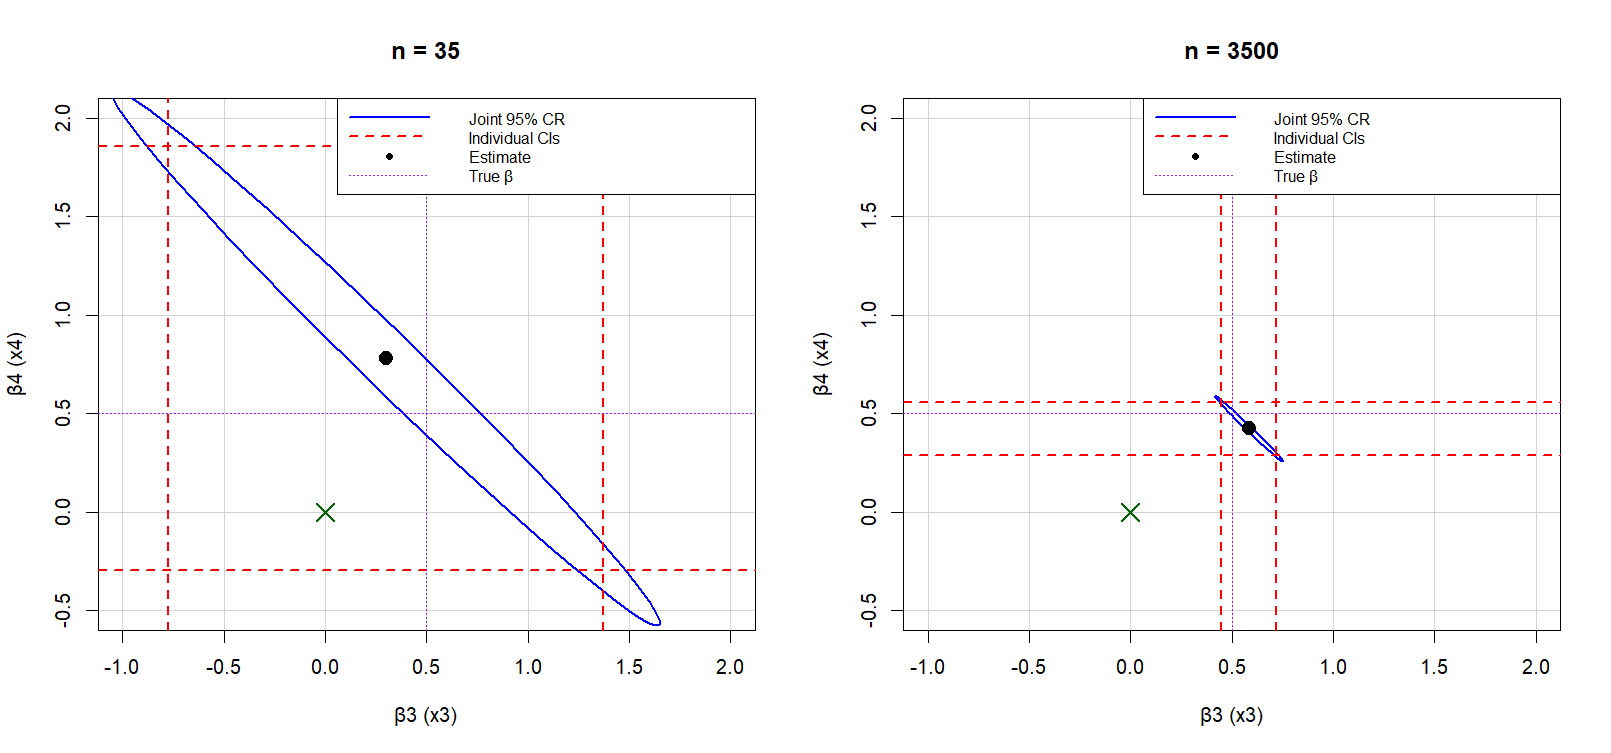 n = 35
Joint 95% CR
Individual CIs
Estimate
True β
2.0
1.5
1.0
0.5
0.0
-0.5
β4 (x4)
-1.0 -0.5 0.0 0.5 1.0 1.5 2.0
β3 (x3)
n = 3500
Joint 95% CR
Individual CIs
Estimate
True β
2.0
1.5
1.0
0.5
0.0
-0.5
β4 (x4)
-1.0 -0.5 0.0 0.5 1.0 1.5 2.0
β3 (x3)